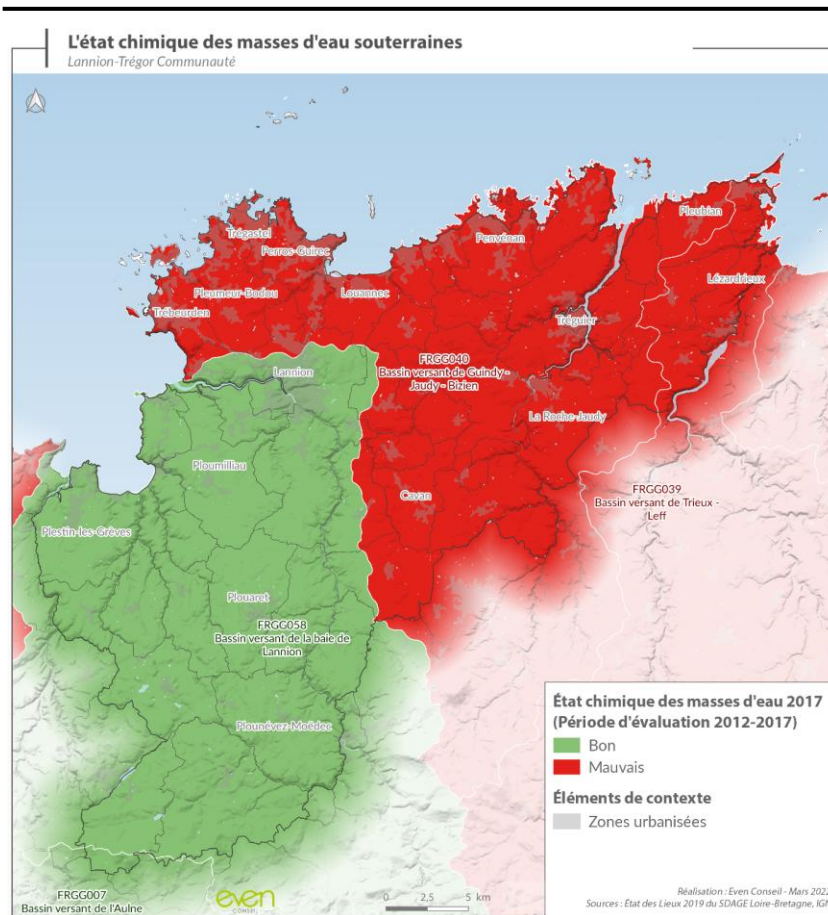 L'état chimique des masses d'eau souterraines
Lannion-Trégor Communauté
Trégastel
Perros-Guirec
Pleumeur-Bodou
Trébeurden
Louannec
Penvénan
Pleubian
Lézardrieux
Tréguier
FRGG040
Bassin versant de Guindy -
Jaudy - Bizien
Lannion
La Roche-Jaudy
Ploumilliau
Cavan
FRGG039
Bassin versant de Trieux -
Leff
Plestin-les-Grèves
Plouaret
FRGG058
Bassin versant de la baie de
Lannion
Plounévez-Moëdec
FRGG007
Bassin versant de l'Aulne
even
CONSEIL
0 2,5 5 km
État chimique des masses d'eau 2017
(Période d'évaluation 2012-2017)
Bon
Mauvais
Éléments de contexte
Zones urbanisées
Réalisation : Even Conseil - Mars 2022
Sources : État des Lieux 2019 du SDAGE Loire-Bretagne, IGN